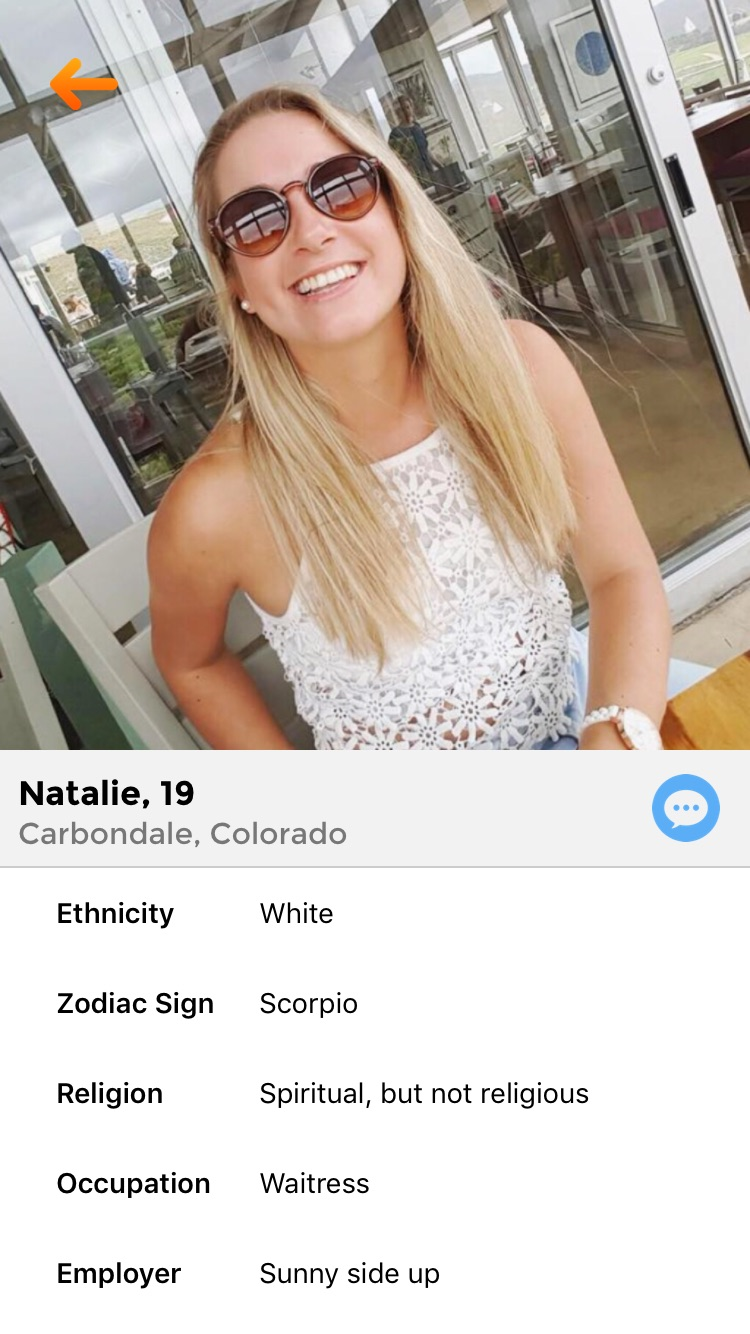 Natalie, 19
Carbondale, Colorado
Ethnicity White
Zodiac Sign Scorpio
Religion Spiritual, but not religious
Occupation Waitress
Employer Sunny side up